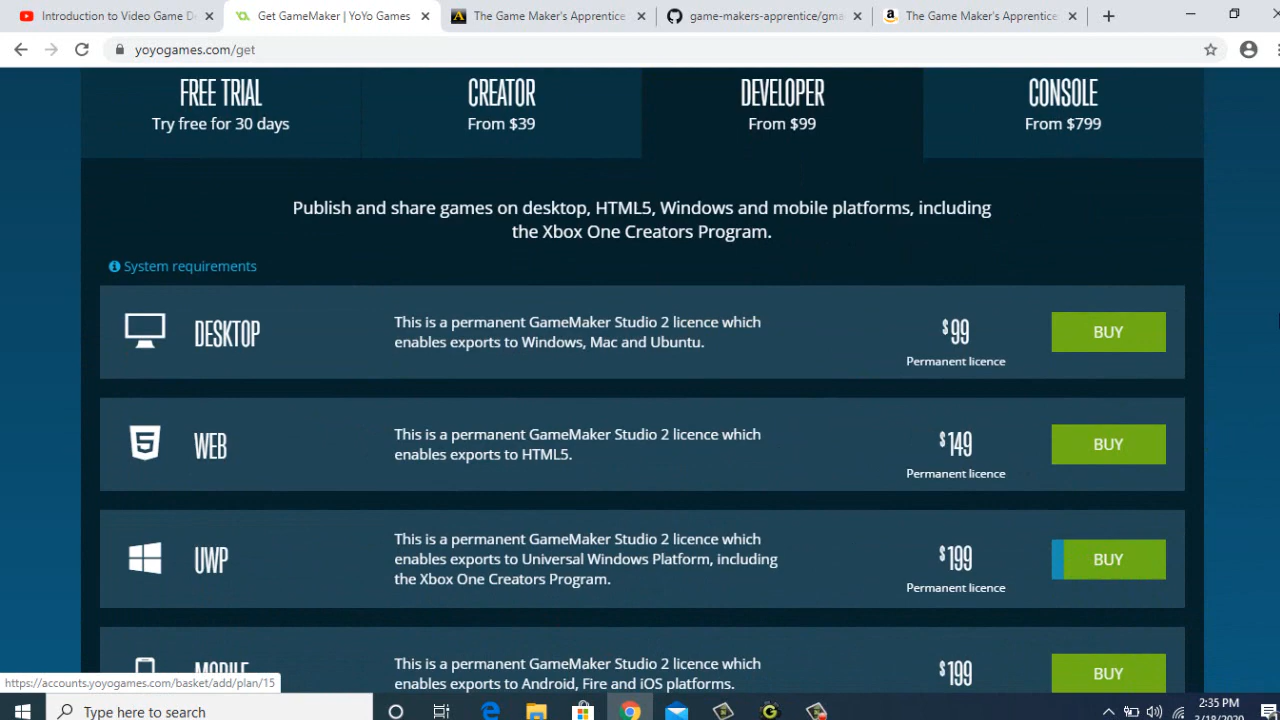 Introduction to Video Game D
Get GameMaker | YoYo Games
The Game Maker's Apprentice
game-makers-apprentice/gma
The Game Maker's Apprentice
yoyogames.com/get
FREE TRIAL
Try free for 30 days
CREATOR
From $39
DEVELOPER
From $99
CONSOLE
From $799
Publish and share games on desktop, HTML5, Windows and mobile platforms, including
the Xbox One Creators Program.
System requirements
DESKTOP
This is a permanent GameMaker Studio 2 licence which
enables exports to Windows, Mac and Ubuntu.
$99
Permanent licence
BUY
WEB
This is a permanent GameMaker Studio 2 licence which
enables exports to HTML5.
$149
Permanent licence
BUY
UWP
This is a permanent GameMaker Studio 2 licence which
enables exports to Universal Windows Platform, including
the Xbox One Creators Program.
$199
Permanent licence
BUY
MOBILE
This is a permanent GameMaker Studio 2 licence which
enables exports to Android, Fire and iOS platforms.
$199
BUY
https://accounts.yoyogames.com/basket/add/plan/15
Type here to search
2:35 PM
3/18/2020